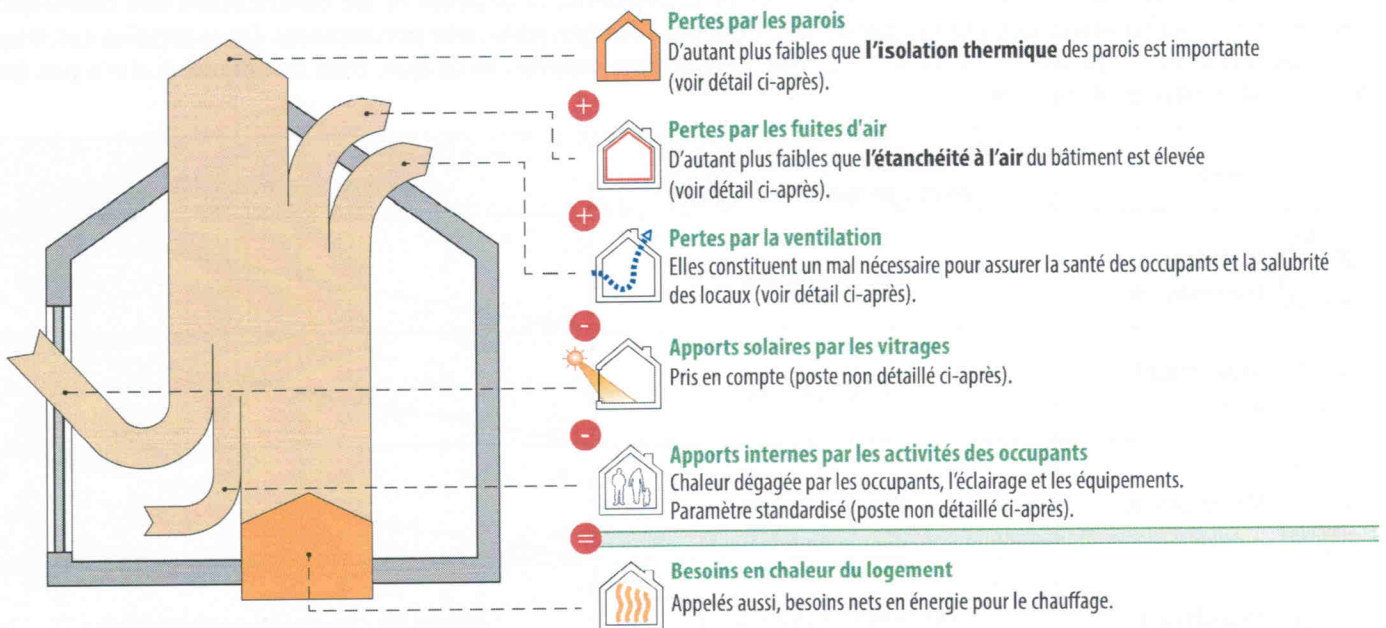 Pertes par les parois
D'autant plus faibles que l'isolation thermique des parois est importante
(voir détail ci-après).
+
Pertes par les fuites d'air
D'autant plus faibles que l'étanchéité à l'air du bâtiment est élevée
(voir détail ci-après).
+
Pertes par la ventilation
Elles constituent un mal nécessaire pour assurer la santé des occupants et la salubrité
des locaux (voir détail ci-après).
-
Apports solaires par les vitrages
Pris en compte (poste non détaillé ci-après).
-
Apports internes par les activités des occupants
Chaleur dégagée par les occupants, l'éclairage et les équipements.
Paramètre standardisé (poste non détaillé ci-après).
=
Besoins en chaleur du logement
Appelés aussi, besoins nets en énergie pour le chauffage.